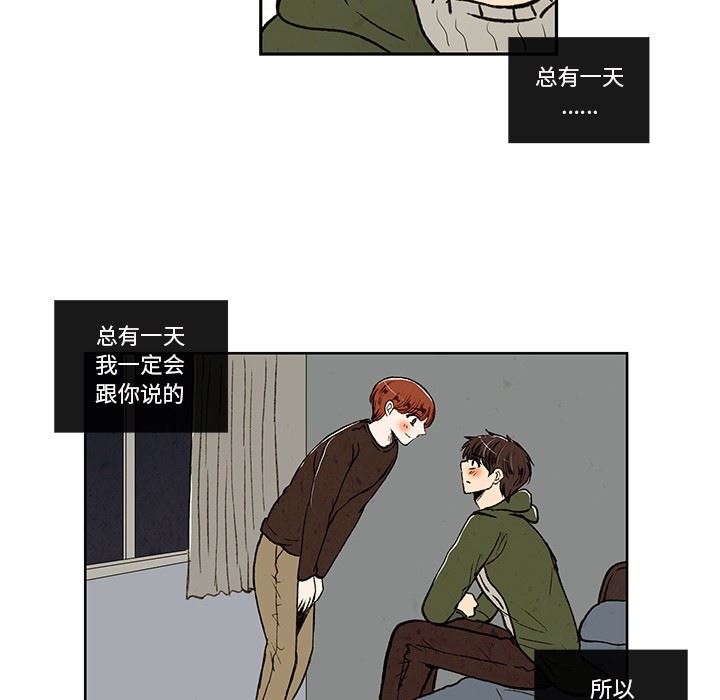 总有一天
......
总有一天
我一定会
跟你说的
所以